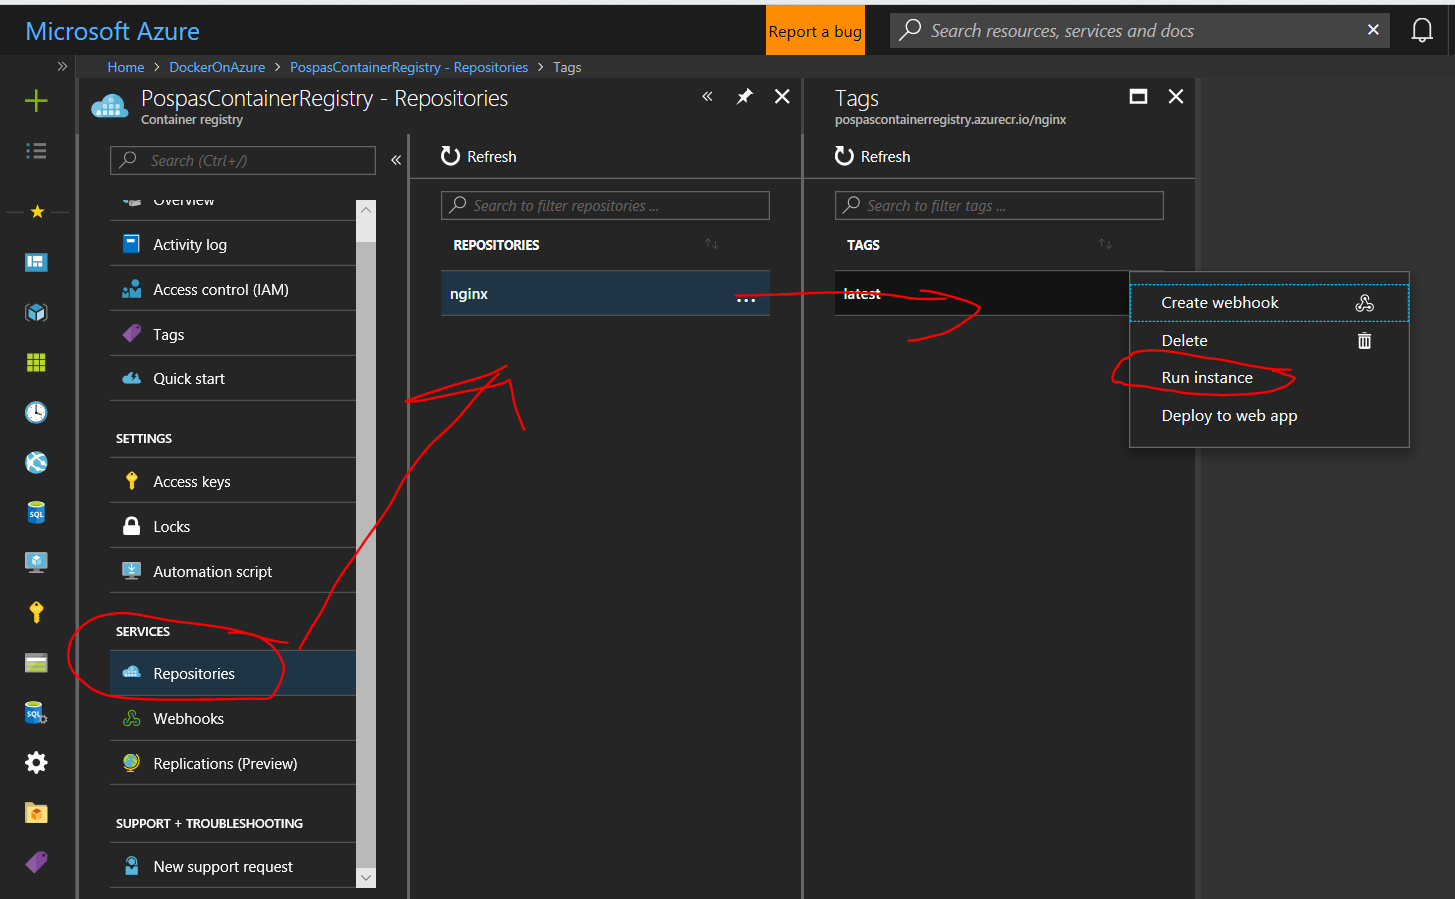 Microsoft Azure
Report a bug
Search resources, services and docs
Home > DockerOnAzure > PospasContainerRegistry - Repositories > Tags
PospasContainerRegistry - Repositories
Container registry
Search (Ctrl+/)
Overview
Activity log
Access control (IAM)
Tags
Quick start
SETTINGS
Access keys
Locks
Automation script
SERVICES
Repositories
Webhooks
Replications (Preview)
SUPPORT + TROUBLESHOOTING
New support request
Refresh
Search to filter repositories ...
REPOSITORIES
nginx
...
Tags
pospascontainerregistry.azurecr.io/nginx
Refresh
Search to filter tags ...
TAGS
latest
Create webhook
Delete
Run instance
Deploy to web app
SQL
SQL